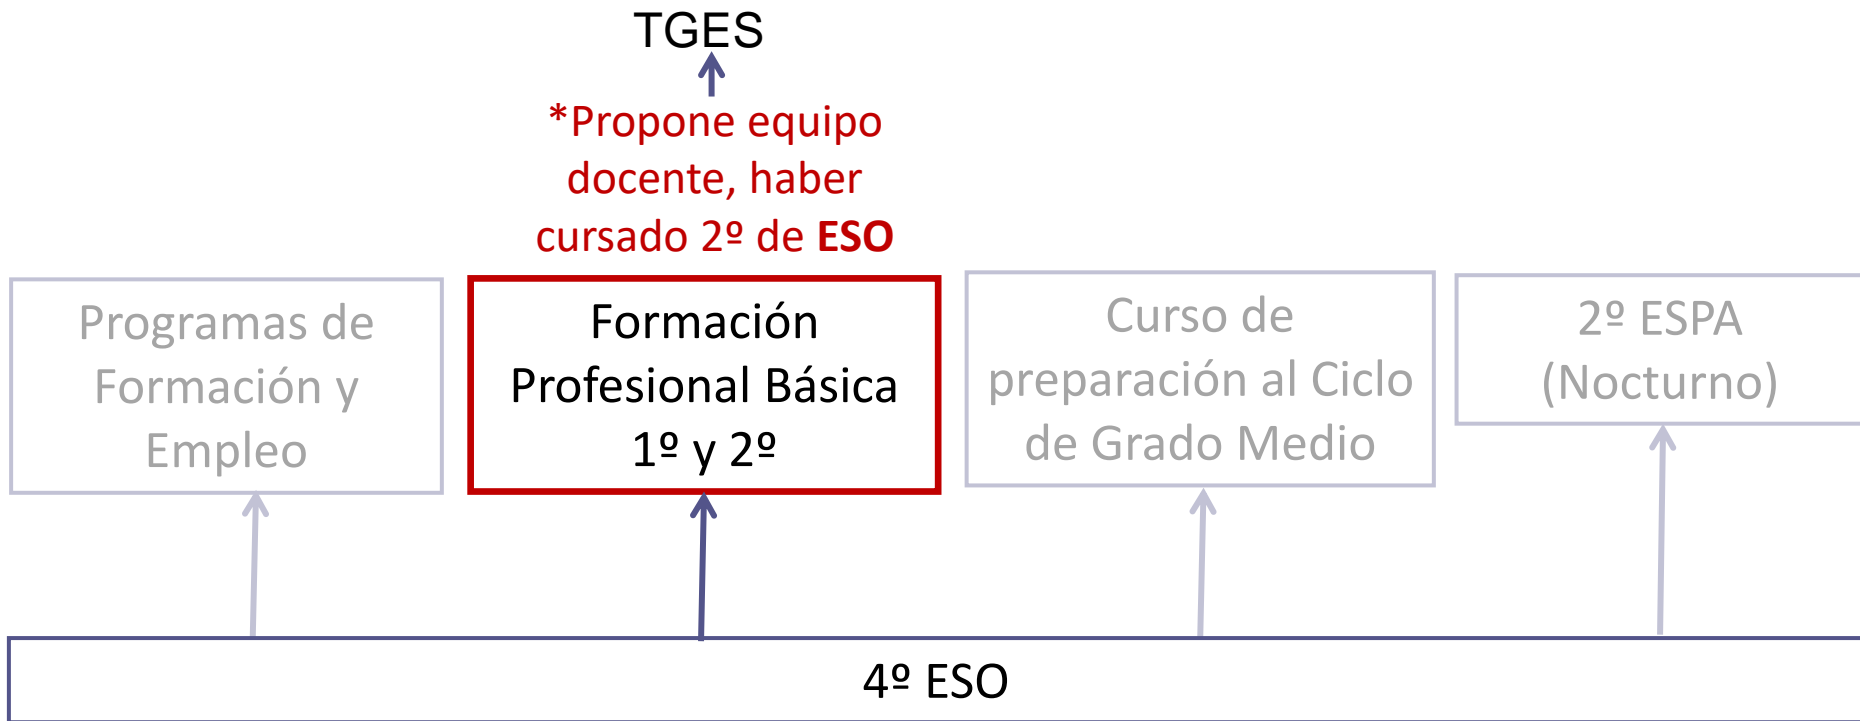 TGES
*Propone equipo
docente, haber
cursado 2º de ESO
Programas de
Formación y
Empleo
Formación
Profesional Básica
1º y 2º
Curso de
preparación al Ciclo
de Grado Medio
2º ESPA
(Nocturno)
4º ESO